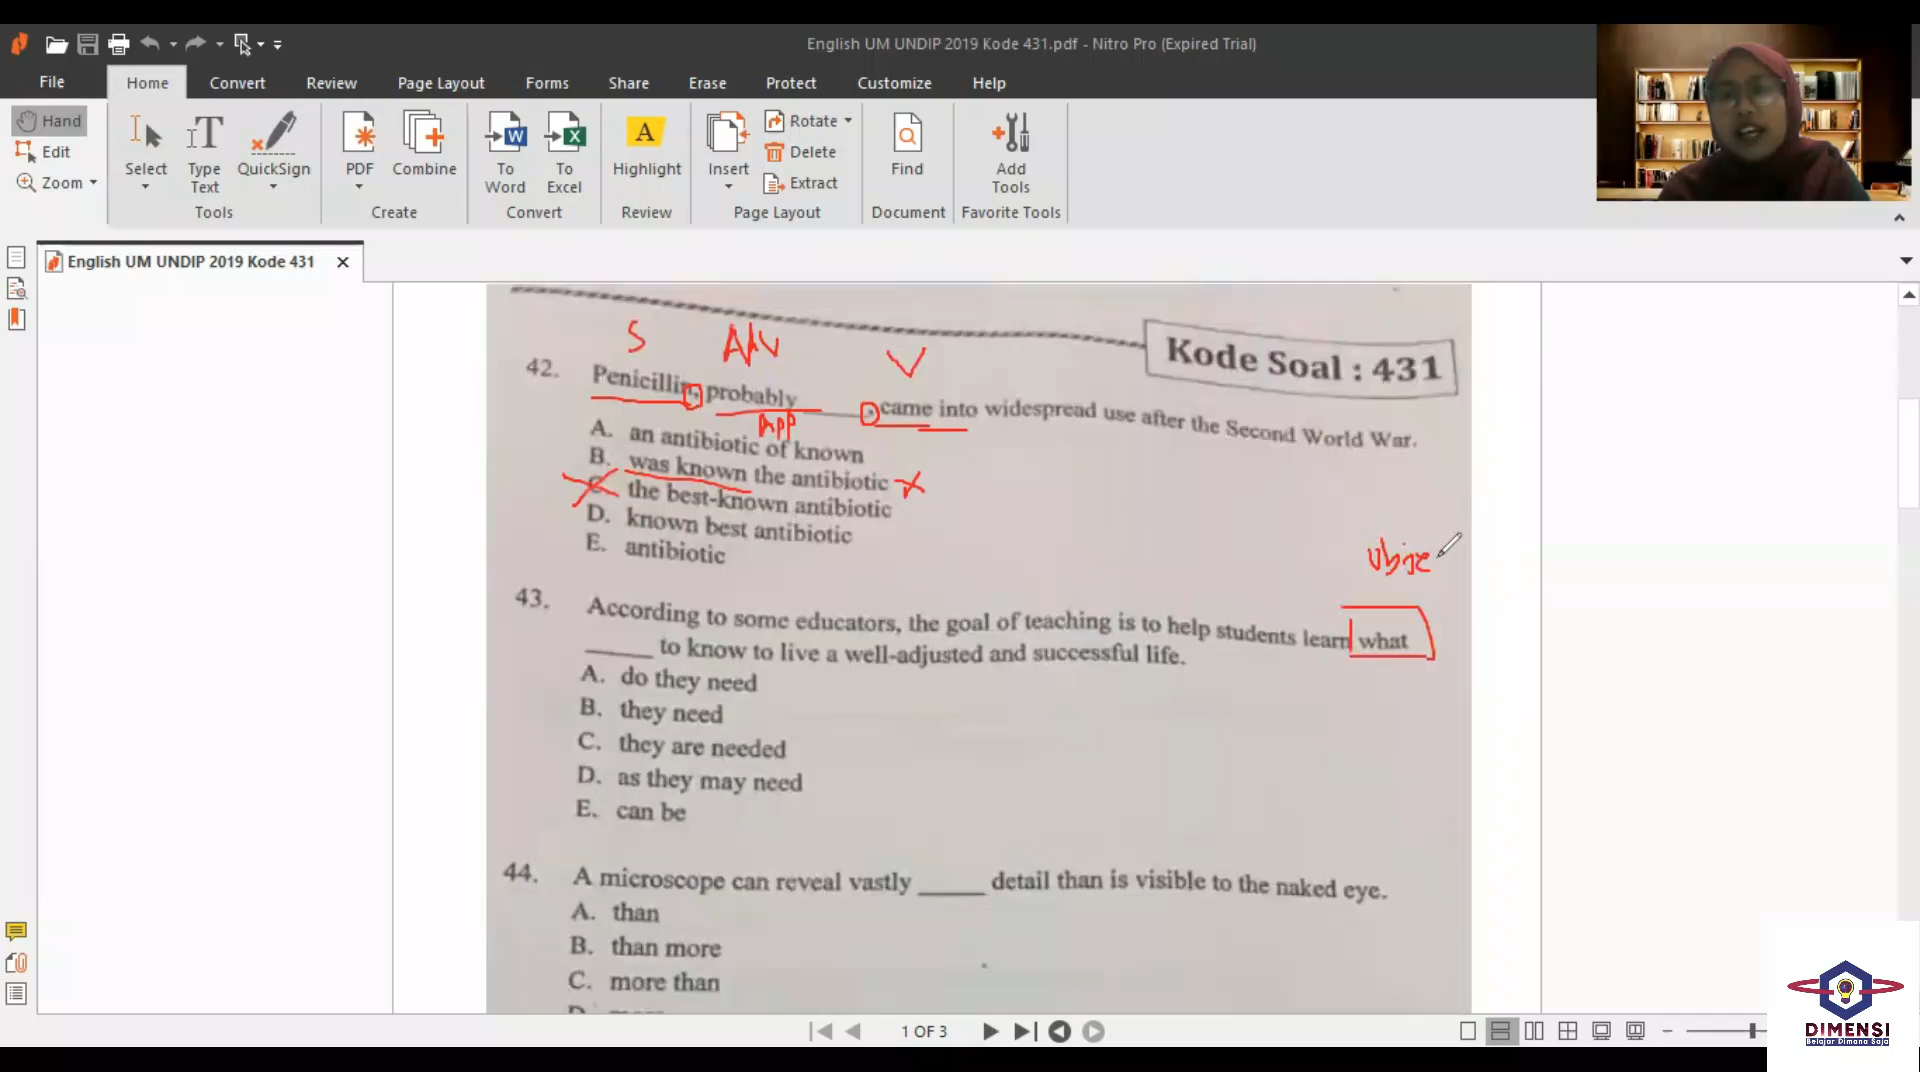 English UM UNDIP 2019 Kode 431.pdf - Nitro Pro (Expired Trial)
File Home Convert Review Page Layout Forms Share Erase Protect Customize Help
Hand
Edit
Zoom
Select
Type Text
QuickSign
Tools
PDF
Combine
Create
To Word
To Excel
Convert
A
Highlight
Review
Insert
Rotate
Delete
Extract
Page Layout
Find
Document
Add Tools
Favorite Tools
English UM UNDIP 2019 Kode 431
Kode Soal : 431
S Adv V
42. Penicillin, probably ______, came into widespread use after the Second World War.
App
A. an antibiotic of known
B. was known the antibiotic
C. the best-known antibiotic
D. known best antibiotic
E. antibiotic
43. According to some educators, the goal of teaching is to help students learn what
_____ to know to live a well-adjusted and successful life.
A. do they need
B. they need
C. they are needed
D. as they may need
E. can be
44. A microscope can reveal vastly _____ detail than is visible to the naked eye.
A. than
B. than more
C. more than
1 OF 3
DIMENSI
Belajar Dimana Saja